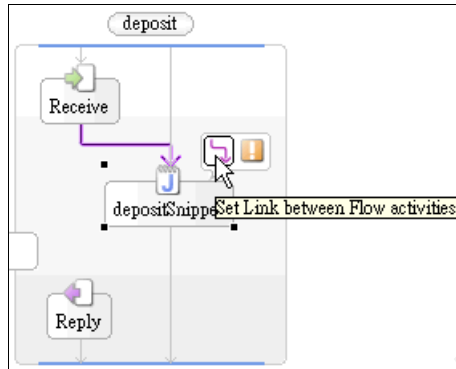 deposit
Receive
depositSnippe
Set Link between Flow activities
Reply